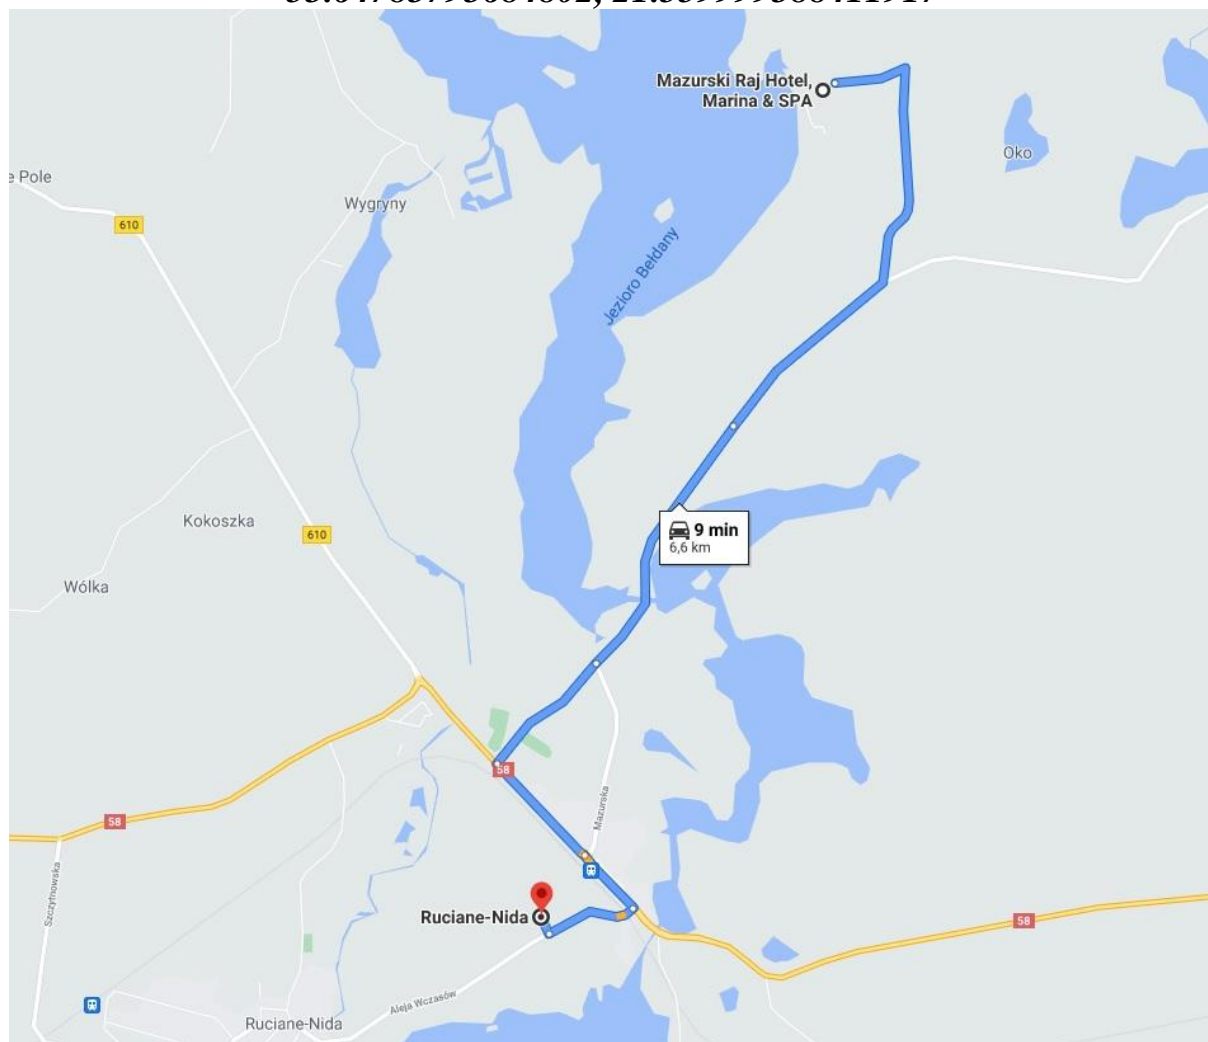 Mazurski Raj Hotel,
Marina & SPA
Oko
e Pole
610
Wygryny
Jezioro Bełdany
Kokoszka
610
9 min
6,6 km
Wólka
58
58
Mazurska
Szczytnowska
Ruciane-Nida
58
Aleja Wczasów
Ruciane-Nida